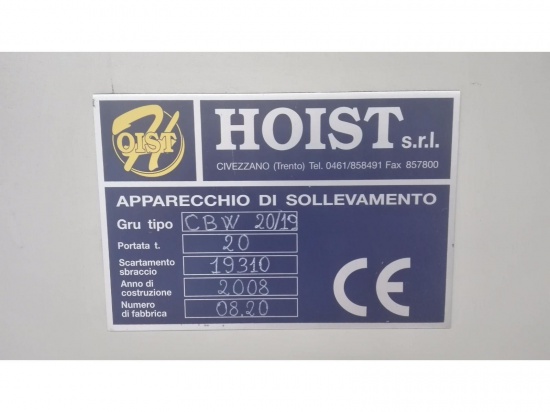 HOIST
HOIST s.r.l.
CIVEZZANO (Trento) Tel. 0461/858491 Fax 857800
APPARECCHIO DI SOLLEVAMENTO
Gru tipo CBW 20/19
Portata t. 20
Scartamento sbraccio 19310
Anno di costruzione 2008
Numero di fabbrica 08.20
CE